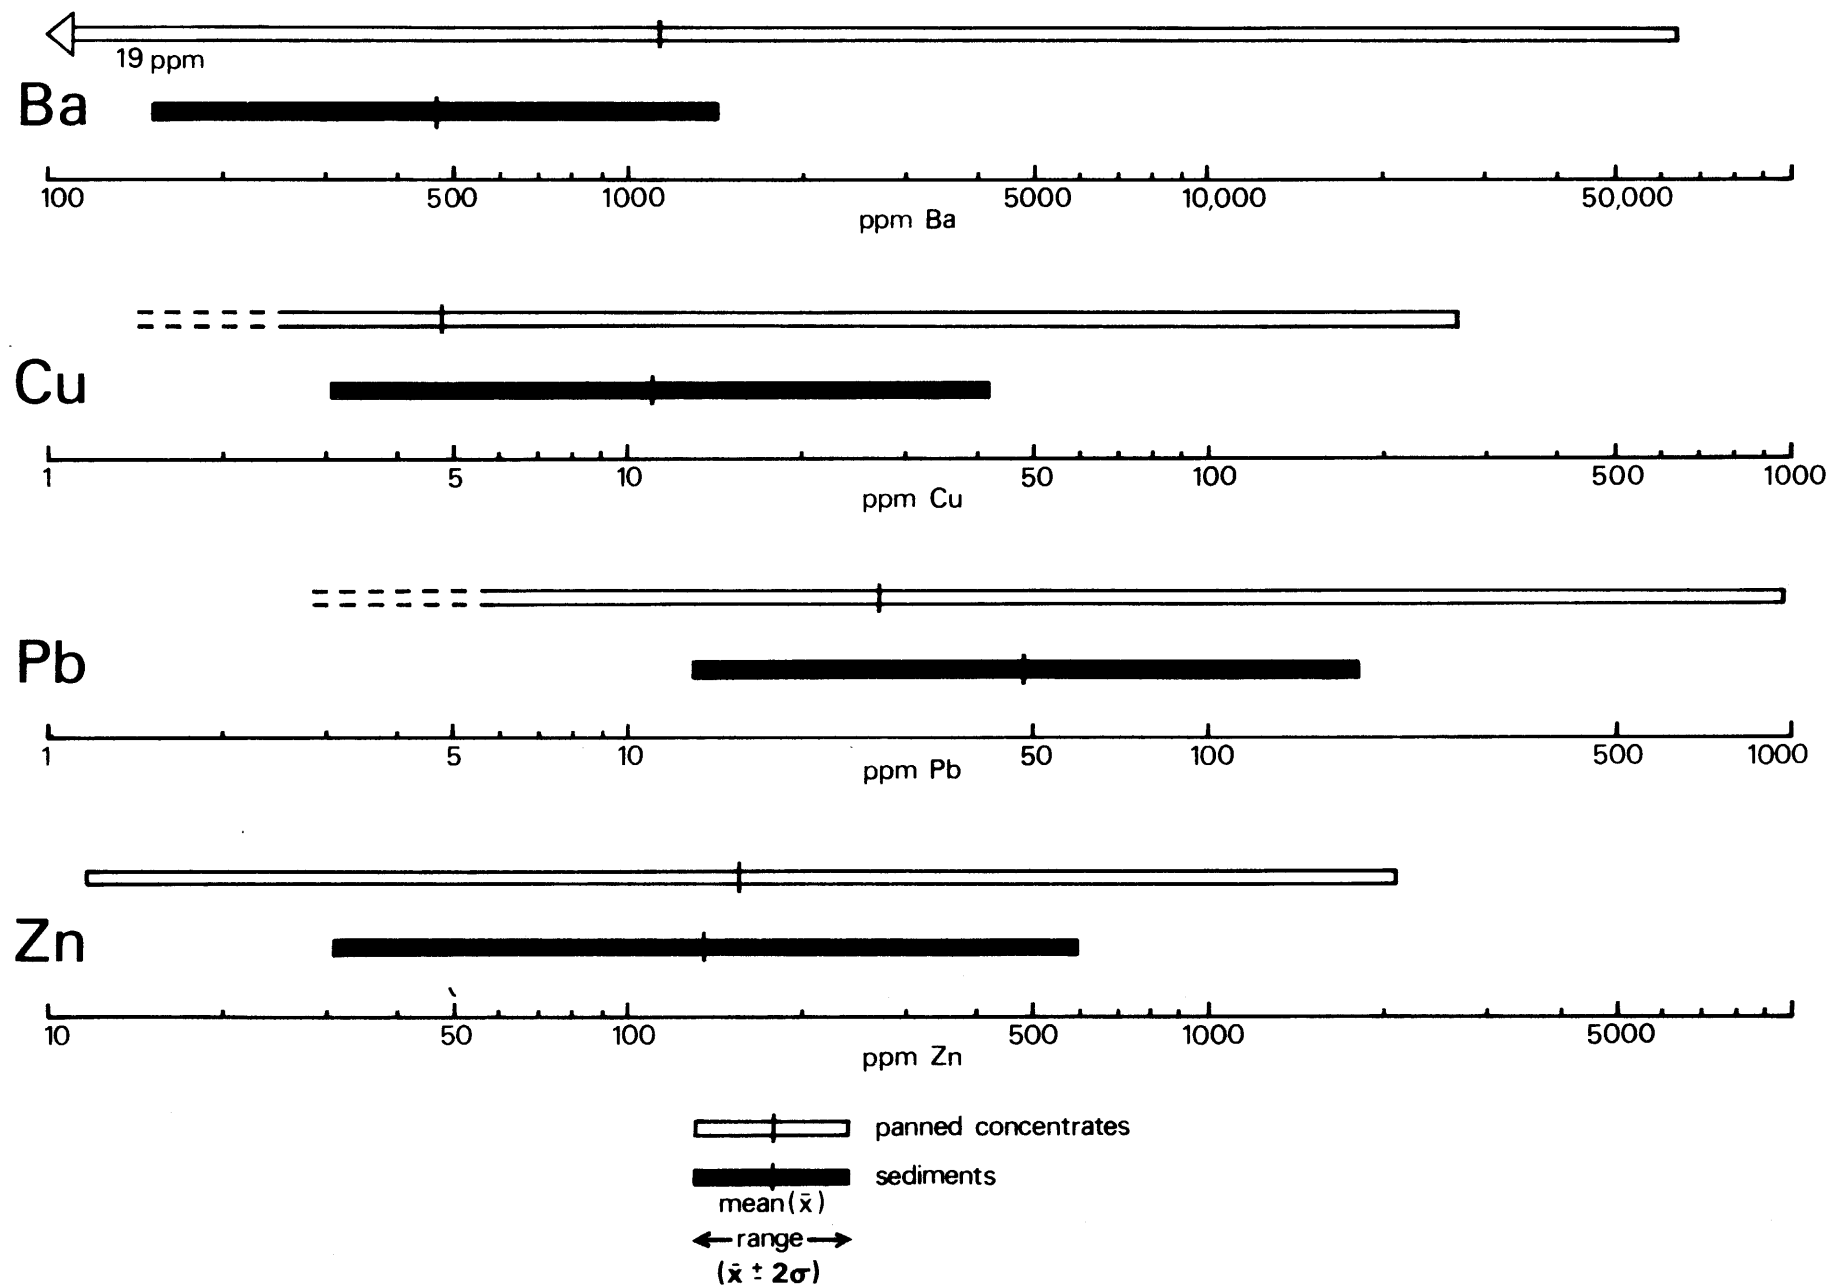 19 ppm
Ba
100 500 1000 5000 10,000 50,000
ppm Ba
Cu
1 5 10 50 100 500 1000
ppm Cu
Pb
1 5 10 50 100 500 1000
ppm Pb
Zn
10 50 100 500 1000 5000
ppm Zn
panned concentrates
sediments
mean (x̄)
range
(x̄ ± 2σ)